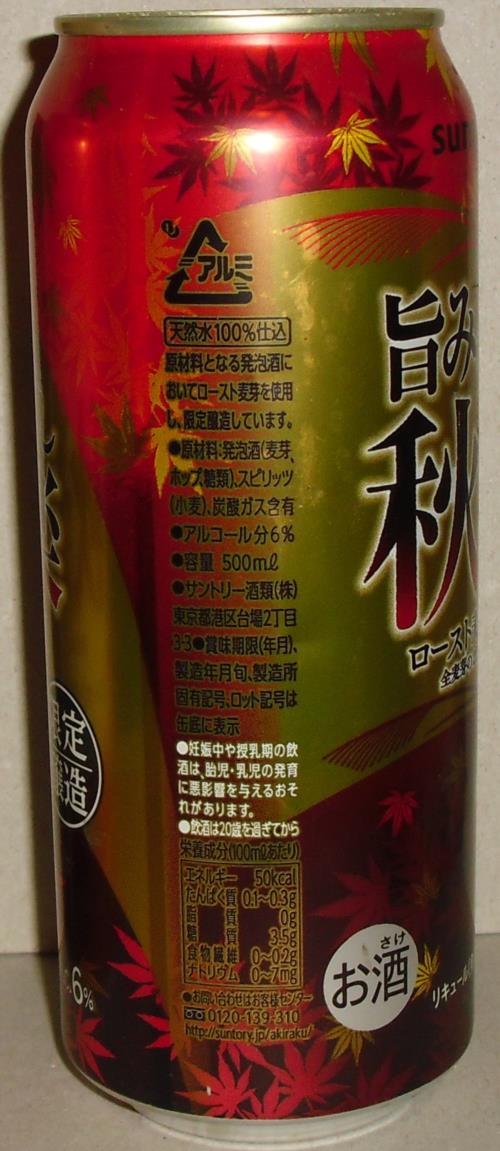 アルミ
天然水100%仕込
原材料となる発泡酒に
おいてロースト麦芽を使用
し、限定醸造しています。
●原材料:発泡酒(麦芽、
ホップ、糖類)、スピリッツ
(小麦)、炭酸ガス含有
●アルコール分6%
●容量 500mℓ
●サントリー酒類(株)
東京都港区台場2丁目
3-3●賞味期限(年月)、
製造年月旬、製造所
固有記号、ロット記号は
缶底に表示
●妊娠中や授乳期の飲
酒は、胎児・乳児の発育
に悪影響を与えるおそ
れがあります。
●飲酒は20歳を過ぎてから
栄養成分(100mℓあたり)
エネルギー 50kcal
たんぱく質 0.1~0.3g
脂質 0g
糖質 3.5g
食物繊維 0~0.2g
ナトリウム 0~7mg
●お問い合わせはお客様センター
0120-139-310
http://suntory.jp/akiraku/
sun
旨み
秋
ロースト
全麦芽の
さけ
お酒
リキュール
限定
醸造
6%